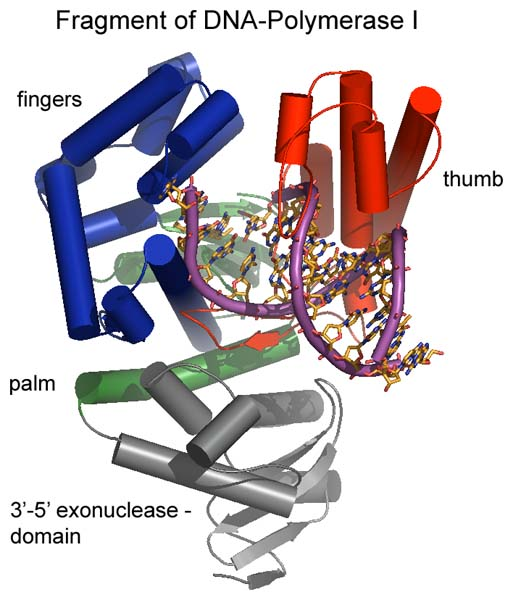 Fragment of DNA-Polymerase I
fingers
thumb
palm
3'-5' exonuclease -
domain